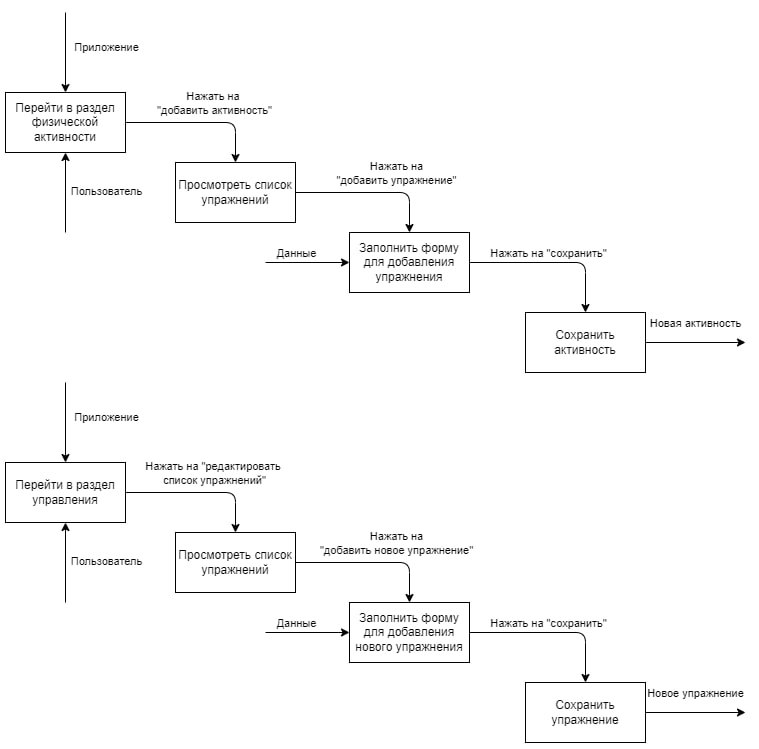 Приложение
Перейти в раздел
физической
активности
Нажать на
"добавить активность"
Пользователь
Просмотреть список
упражнений
Нажать на
"добавить упражнение"
Данные
Заполнить форму
для добавления
упражнения
Нажать на "сохранить"
Сохранить
активность
Новая активность
Приложение
Перейти в раздел
управления
Нажать на "редактировать
список упражнений"
Пользователь
Просмотреть список
упражнений
Нажать на
"добавить новое упражнение"
Данные
Заполнить форму
для добавления
нового упражнения
Нажать на "сохранить"
Сохранить
упражнение
Новое упражнение